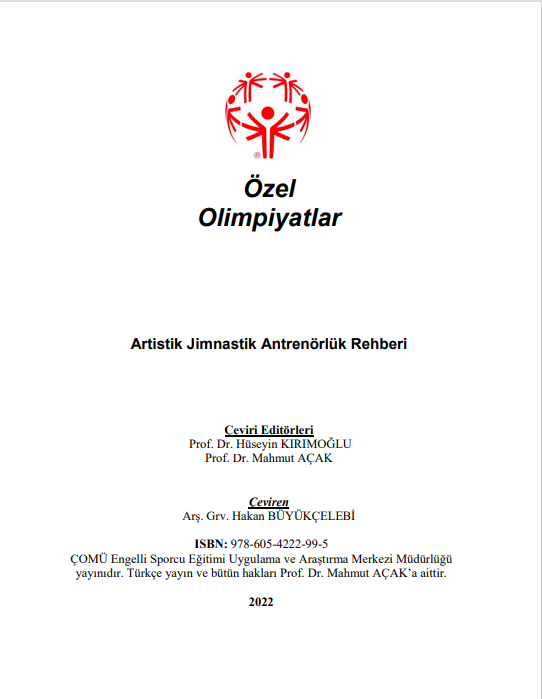 ®
Özel
Olimpiyatlar
Artistik Jimnastik Antrenörlük Rehberi
Çeviri Editörleri
Prof. Dr. Hüseyin KIRIMOĞLU
Prof. Dr. Mahmut AÇAK
Çeviren
Arş. Grv. Hakan BÜYÜKÇELEBİ
ISBN: 978-605-4222-99-5
ÇOMÜ Engelli Sporcu Eğitimi Uygulama ve Araştırma Merkezi Müdürlüğü
yayınıdır. Türkçe yayın ve bütün hakları Prof. Dr. Mahmut AÇAK’a aittir.
2022